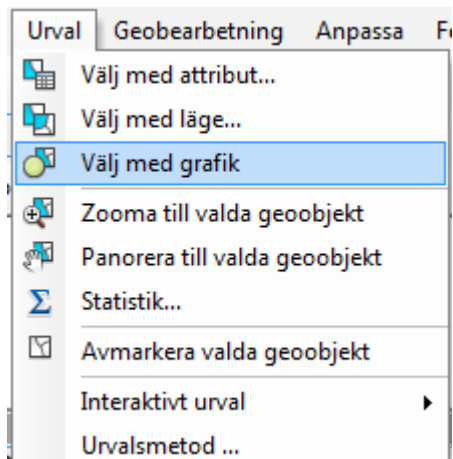 Urval Geobearbetning Anpassa
Välj med attribut...
Välj med läge...
Välj med grafik
Zooma till valda geoobjekt
Panorera till valda geoobjekt
Statistik...
Avmarkera valda geoobjekt
Interaktivt urval
Urvalsmetod ...